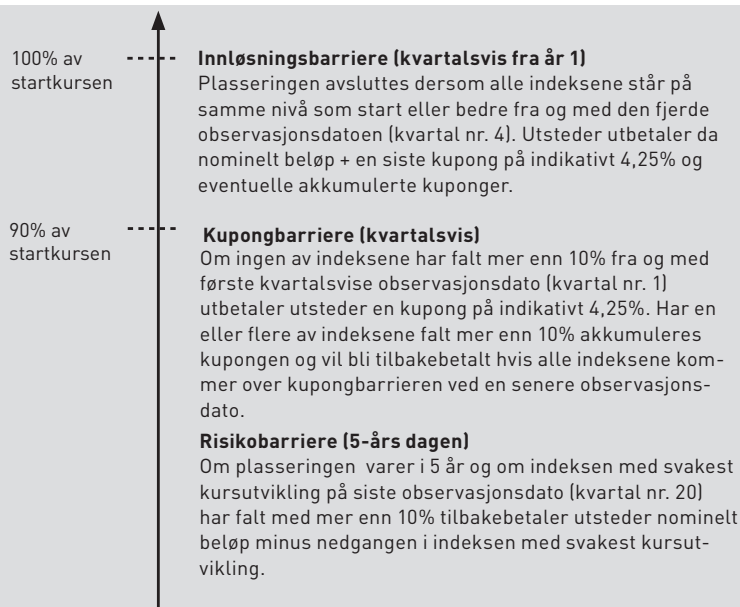 100% av
startkursen
Innløsningsbarriere (kvartalsvis fra år 1)
Plasseringen avsluttes dersom alle indeksene står på
samme nivå som start eller bedre fra og med den fjerde
observasjonsdatoen (kvartal nr. 4). Utsteder utbetaler da
nominelt beløp + en siste kupong på indikativt 4,25% og
eventuelle akkumulerte kuponger.
90% av
startkursen
Kupongbarriere (kvartalsvis)
Om ingen av indeksene har falt mer enn 10% fra og med
første kvartalsvise observasjonsdato (kvartal nr. 1)
utbetaler utsteder en kupong på indikativt 4,25%. Har en
eller flere av indeksene falt mer enn 10% akkumuleres
kupongen og vil bli tilbakebetalt hvis alle indeksene kom-
mer over kupongbarrieren ved en senere observasjons-
dato.
Risikobarriere (5-års dagen)
Om plasseringen varer i 5 år og om indeksen med svakest
kursutvikling på siste observasjonsdato (kvartal nr. 20)
har falt med mer enn 10% tilbakebetaler utsteder nominelt
beløp minus nedgangen i indeksen med svakest kursut-
vikling.